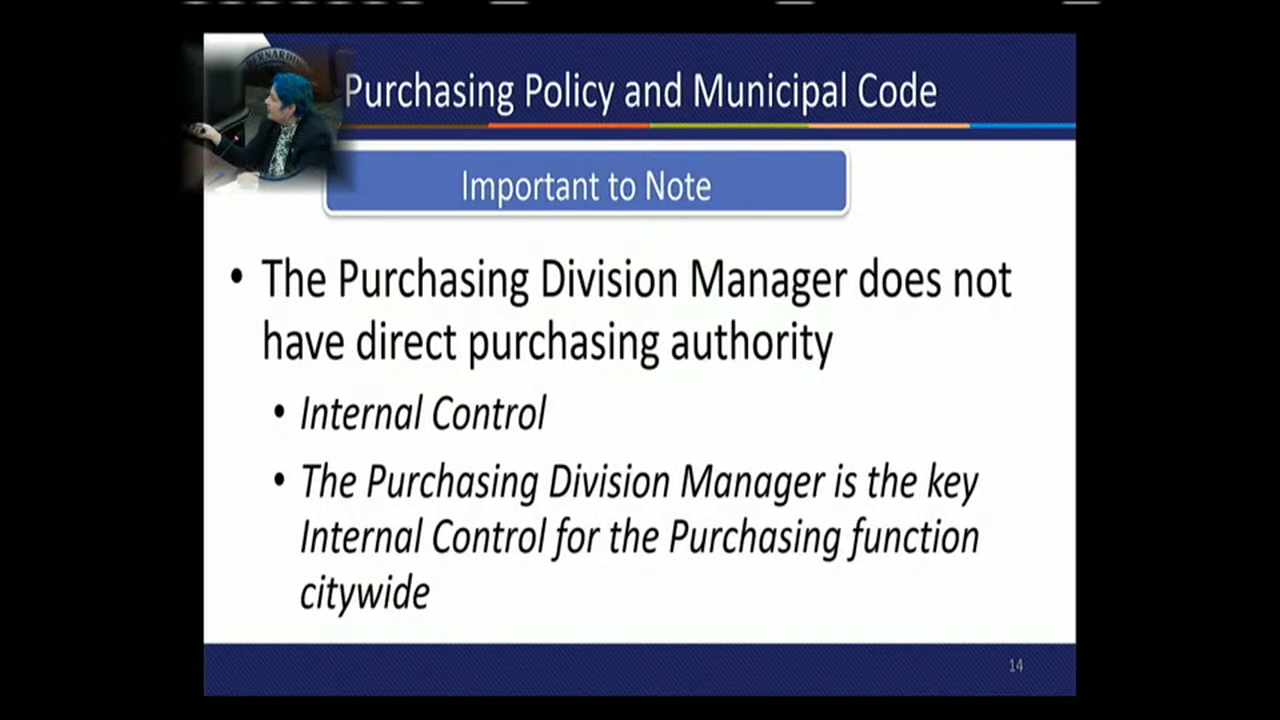 Purchasing Policy and Municipal Code
Important to Note
• The Purchasing Division Manager does not
have direct purchasing authority
• Internal Control
• The Purchasing Division Manager is the key
Internal Control for the Purchasing function
citywide
14